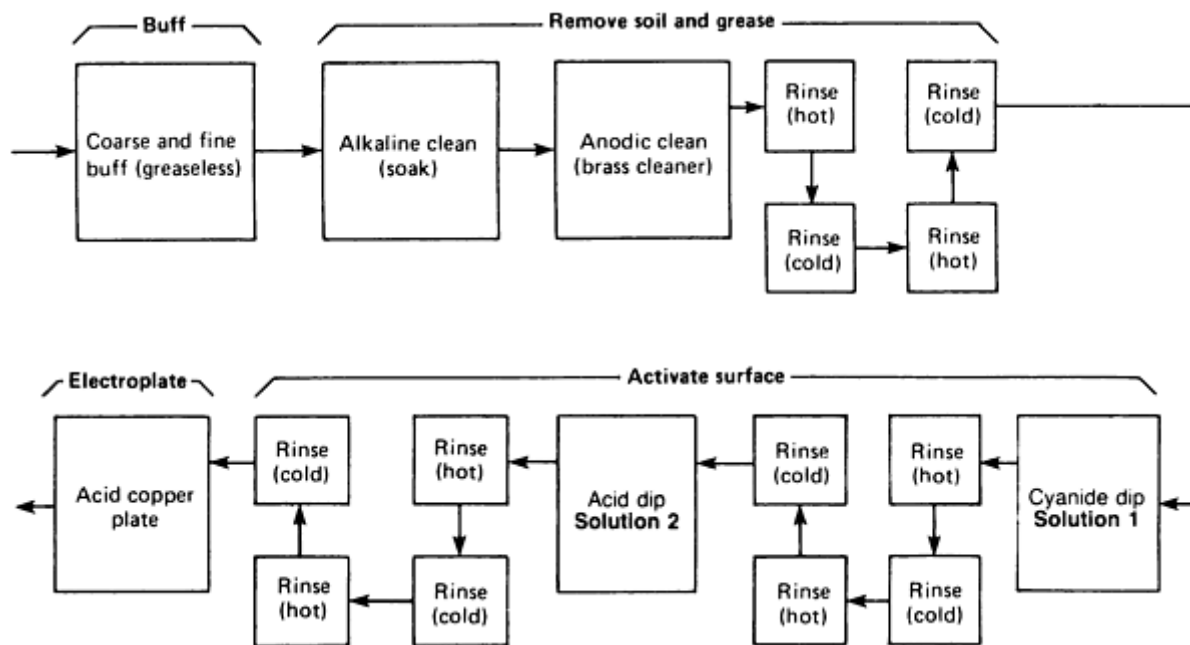 Buff
Remove soil and grease
Coarse and fine
buff (greaseless)
Alkaline clean
(soak)
Anodic clean
(brass cleaner)
Rinse
(hot)
Rinse
(cold)
Rinse
(hot)
Rinse
(cold)
Electroplate
Activate surface
Acid copper
plate
Rinse
(cold)
Rinse
(hot)
Rinse
(hot)
Rinse
(cold)
Acid dip
Solution 2
Rinse
(cold)
Rinse
(hot)
Rinse
(hot)
Rinse
(cold)
Cyanide dip
Solution 1